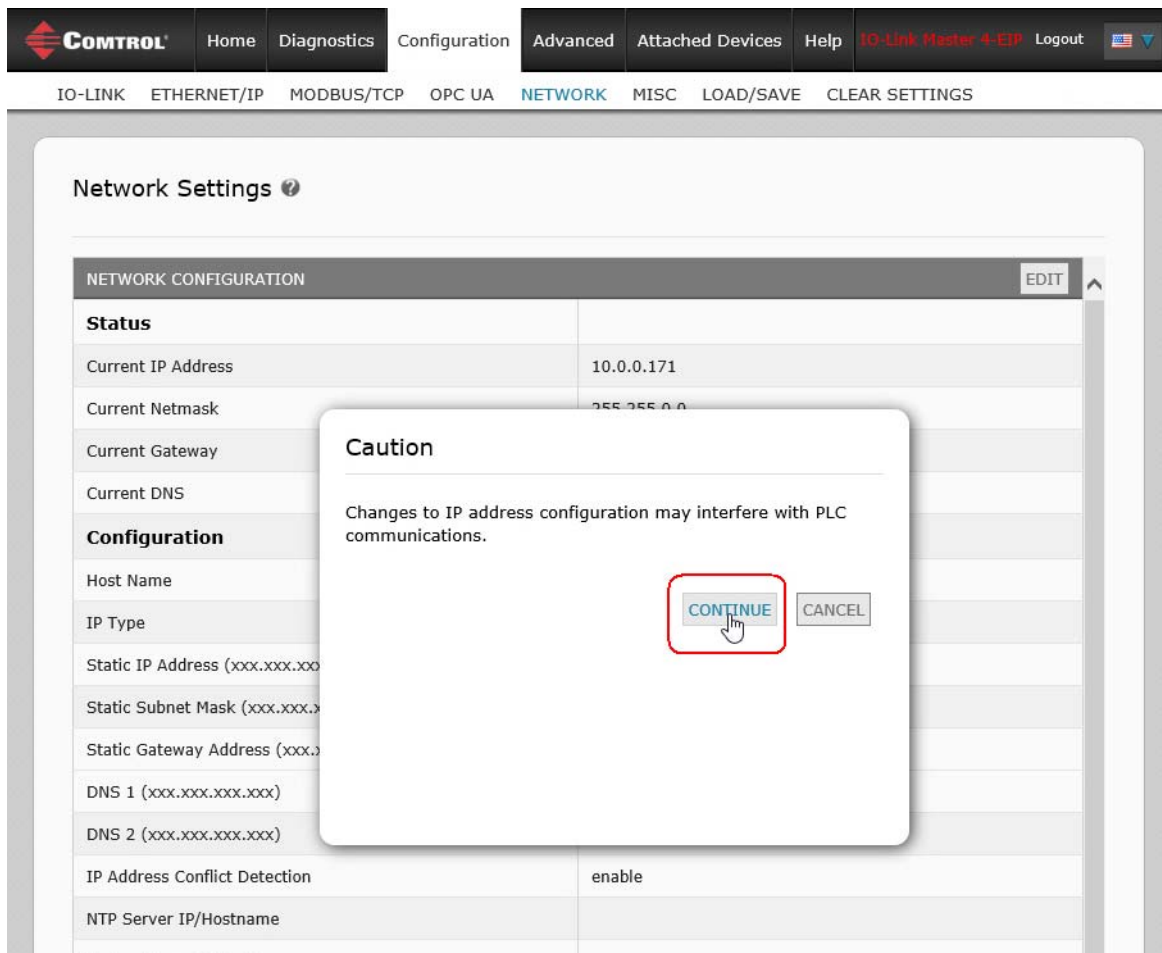 COMTROL Home Diagnostics Configuration Advanced Attached Devices Help IO-Link Master 4-EIP Logout
IO-LINK ETHERNET/IP MODBUS/TCP OPC UA NETWORK MISC LOAD/SAVE CLEAR SETTINGS
Network Settings ?
NETWORK CONFIGURATION EDIT
Status
Current IP Address 10.0.0.171
Current Netmask 255.255.0.0
Current Gateway
Current DNS
Configuration
Host Name
IP Type
Static IP Address (xxx.xxx.xxx
Static Subnet Mask (xxx.xxx.x
Static Gateway Address (xxx.x
DNS 1 (xxx.xxx.xxx.xxx)
DNS 2 (xxx.xxx.xxx.xxx)
IP Address Conflict Detection enable
NTP Server IP/Hostname
Caution
Changes to IP address configuration may interfere with PLC
communications.
CONTINUE CANCEL